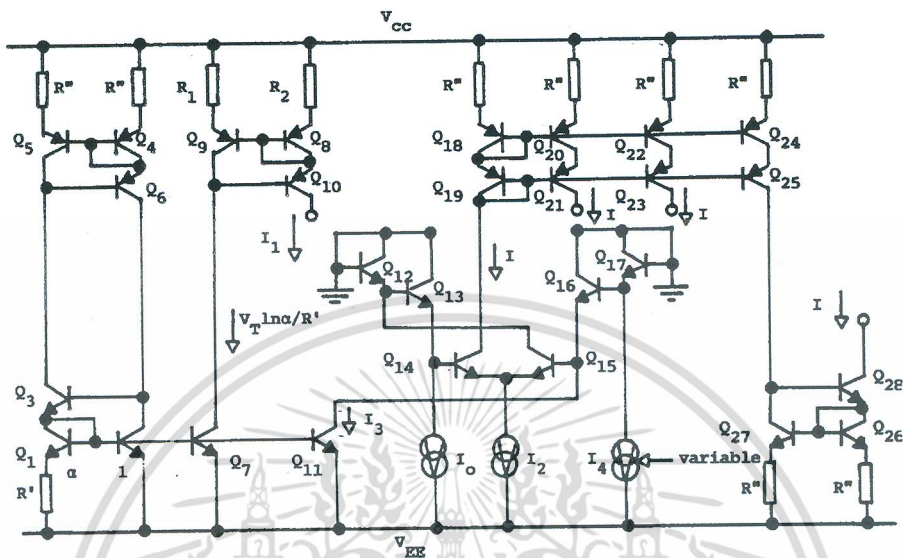 V_CC
R‴ R‴ R_1 R_2 R‴ R‴ R‴ R‴
Q_5 Q_4 Q_9 Q_8 Q_18 Q_20 Q_22 Q_24
Q_6 Q_10 Q_19 Q_21 Q_23 Q_25
I_1 I I I
Q_12 Q_13 Q_16 Q_17
V_T lnα/R' I
Q_3 Q_14 Q_15 Q_28
I_3
Q_1 α 1 Q_7 Q_11 I_o I_2 I_4 variable Q_27 Q_26
R' R" R"
V_EE